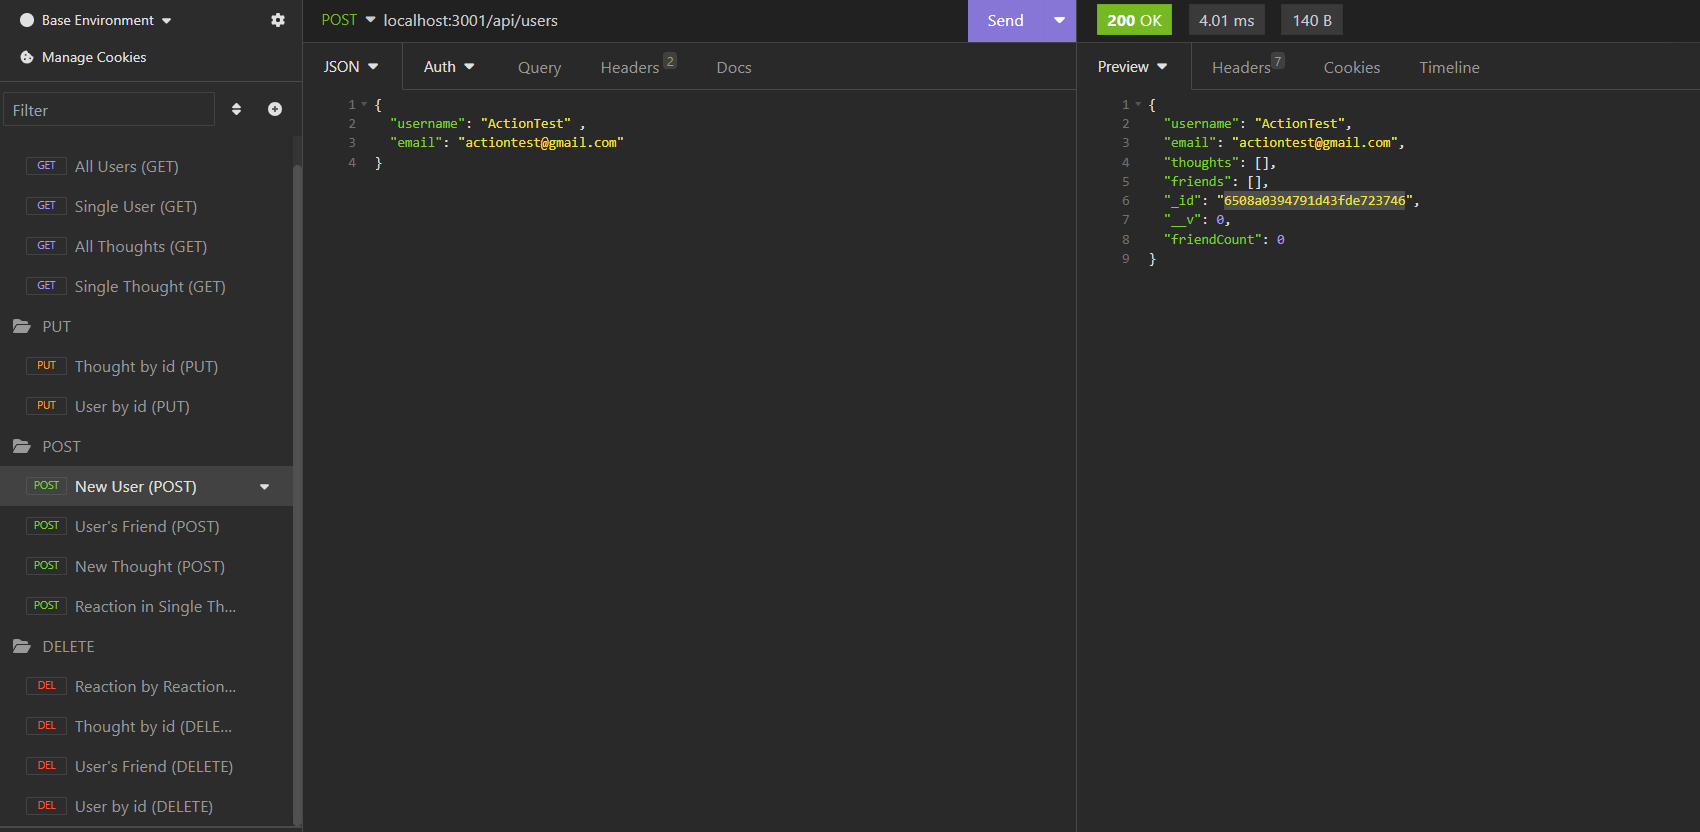 Base Environment
Manage Cookies
Filter
GET All Users (GET)
GET Single User (GET)
GET All Thoughts (GET)
GET Single Thought (GET)
PUT
PUT Thought by id (PUT)
PUT User by id (PUT)
POST
POST New User (POST)
POST User's Friend (POST)
POST New Thought (POST)
POST Reaction in Single Th...
DELETE
DEL Reaction by Reaction...
DEL Thought by id (DELE...
DEL User's Friend (DELETE)
DEL User by id (DELETE)
POST localhost:3001/api/users Send
JSON Auth Query Headers 2 Docs
1 {
2 "username": "ActionTest" ,
3 "email": "actiontest@gmail.com"
4 }
200 OK 4.01 ms 140 B
Preview Headers 7 Cookies Timeline
1 {
2 "username": "ActionTest",
3 "email": "actiontest@gmail.com",
4 "thoughts": [],
5 "friends": [],
6 "_id": "6508a0394791d43fde723746",
7 "__v": 0,
8 "friendCount": 0
9 }